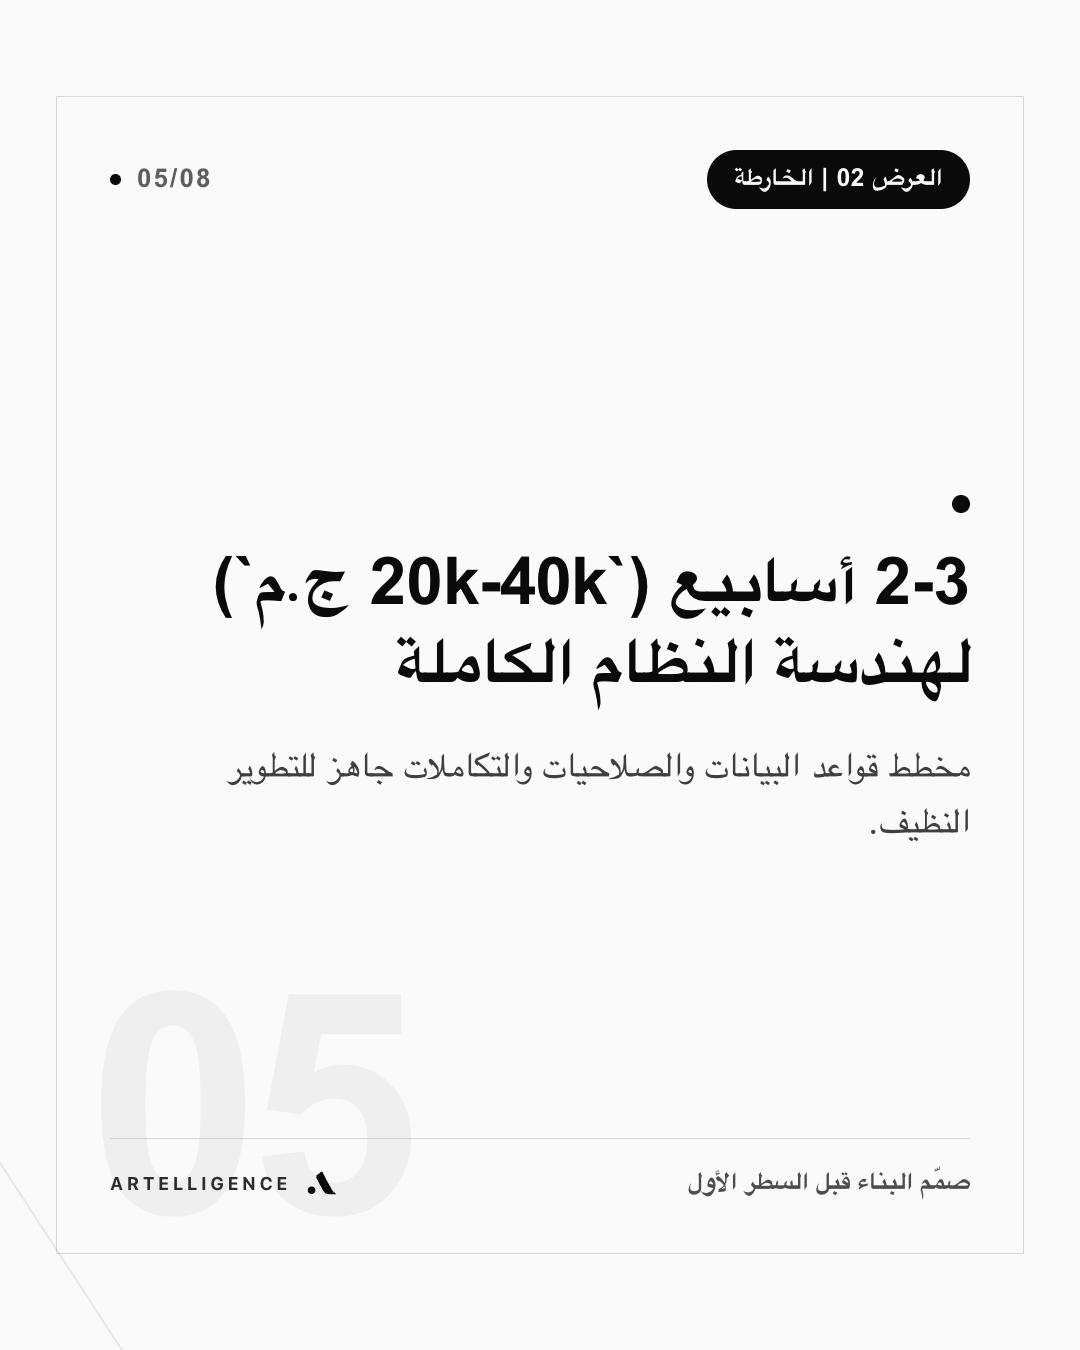 العرض 02 | الخارطة
05/08
2-3 أسابيع (`20k-40k ج.م`)
لهندسة النظام الكاملة
مخطط قواعد البيانات والصلاحيات والتكاملات جاهز للتطوير
النظيف.
05
صمّم البناء قبل السطر الأول
ARTELLIGENCE